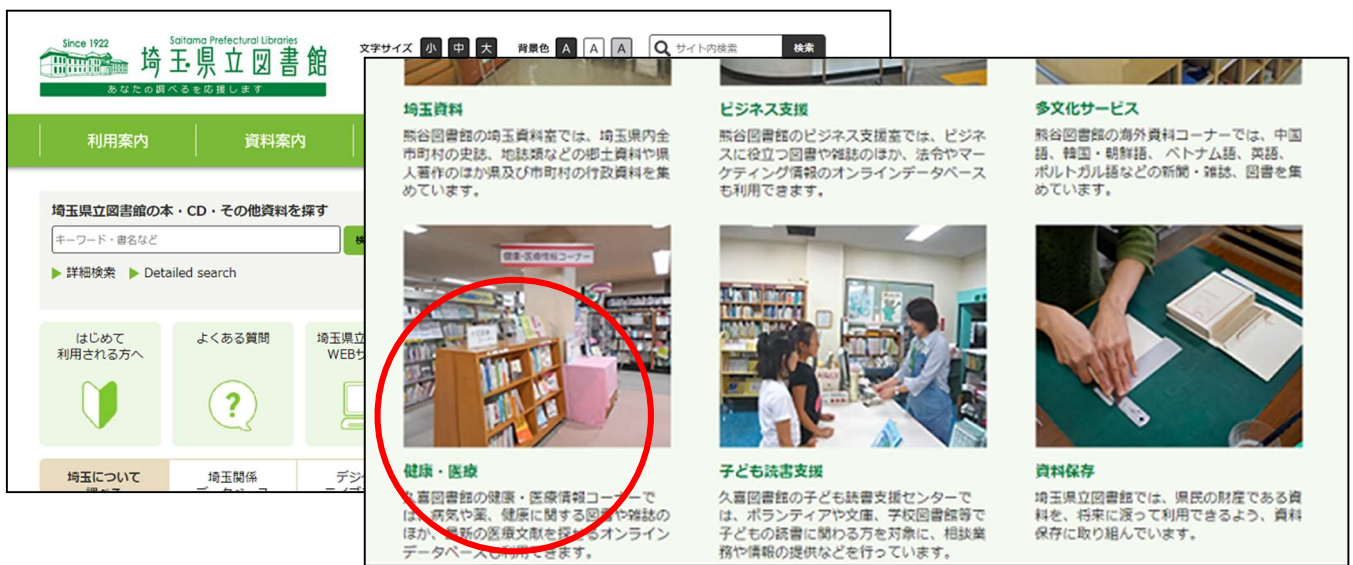 Since 1922
Saitama Prefectural Libraries
埼玉県立図書館
あなたの調べるを応援します
文字サイズ 小 中 大 背景色 A A A サイト内検索 検索
利用案内 資料案内
埼玉県立図書館の本・CD・その他資料を探す
キーワード・書名など
詳細検索 Detailed search
はじめて
利用される方へ
よくある質問
埼玉県立
WEBサ
?
埼玉について
埼玉関係
デジ
埼玉資料
熊谷図書館の埼玉資料室では、埼玉県内全
市町村の史誌、地誌類などの郷土資料や県
人著作のほか県及び市町村の行政資料を集
めています。
ビジネス支援
熊谷図書館のビジネス支援室では、ビジネ
スに役立つ図書や雑誌のほか、法令やマー
ケティング情報のオンラインデータベース
も利用できます。
多文化サービス
熊谷図書館の海外資料コーナーでは、中国
語、韓国・朝鮮語、ベトナム語、英語、
ポルトガル語などの新聞・雑誌、図書を集
めています。
健康・医療情報コーナー
健康・医療
久喜図書館の健康・医療情報コーナーで
は、病気や薬、健康に関する図書や雑誌の
ほか、最新の医療文献を探せるオンライン
データベースも利用できます。
子ども読書支援
久喜図書館の子ども読書支援センターで
は、ボランティアや文庫、学校図書館等で
子どもの読書に関わる方を対象に、相談業
務や情報の提供などを行っています。
資料保存
埼玉県立図書館では、県民の財産である資
料を、将来に渡って利用できるよう、資料
保存に取り組んでいます。